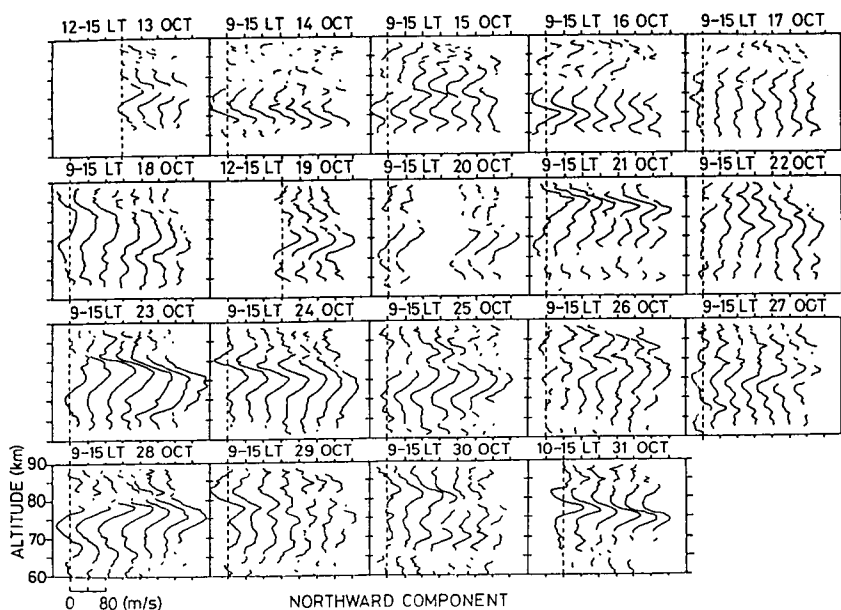 12-15 LT 13 OCT
9-15 LT 14 OCT
9-15 LT 15 OCT
9-15 LT 16 OCT
9-15 LT 17 OCT
9-15 LT 18 OCT
12-15 LT 19 OCT
9-15 LT 20 OCT
9-15 LT 21 OCT
9-15 LT 22 OCT
9-15 LT 23 OCT
9-15 LT 24 OCT
9-15 LT 25 OCT
9-15 LT 26 OCT
9-15 LT 27 OCT
9-15 LT 28 OCT
9-15 LT 29 OCT
9-15 LT 30 OCT
10-15 LT 31 OCT
ALTITUDE (km)
90
80
70
60
0 80 (m/s)
NORTHWARD COMPONENT